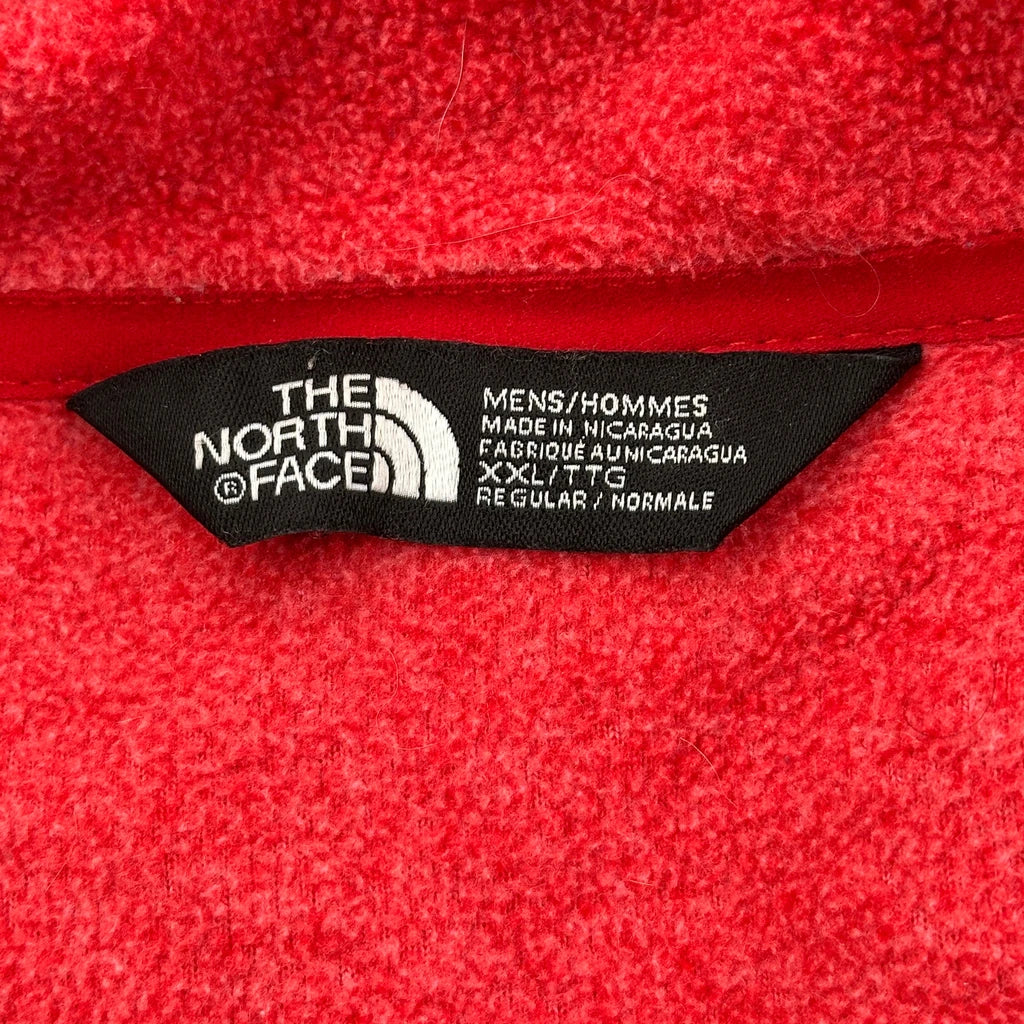 THE
NORTH
® FACE
MENS/HOMMES
MADE IN NICARAGUA
FABRIQUÉ AU NICARAGUA
XXL/TTG
REGULAR / NORMALE